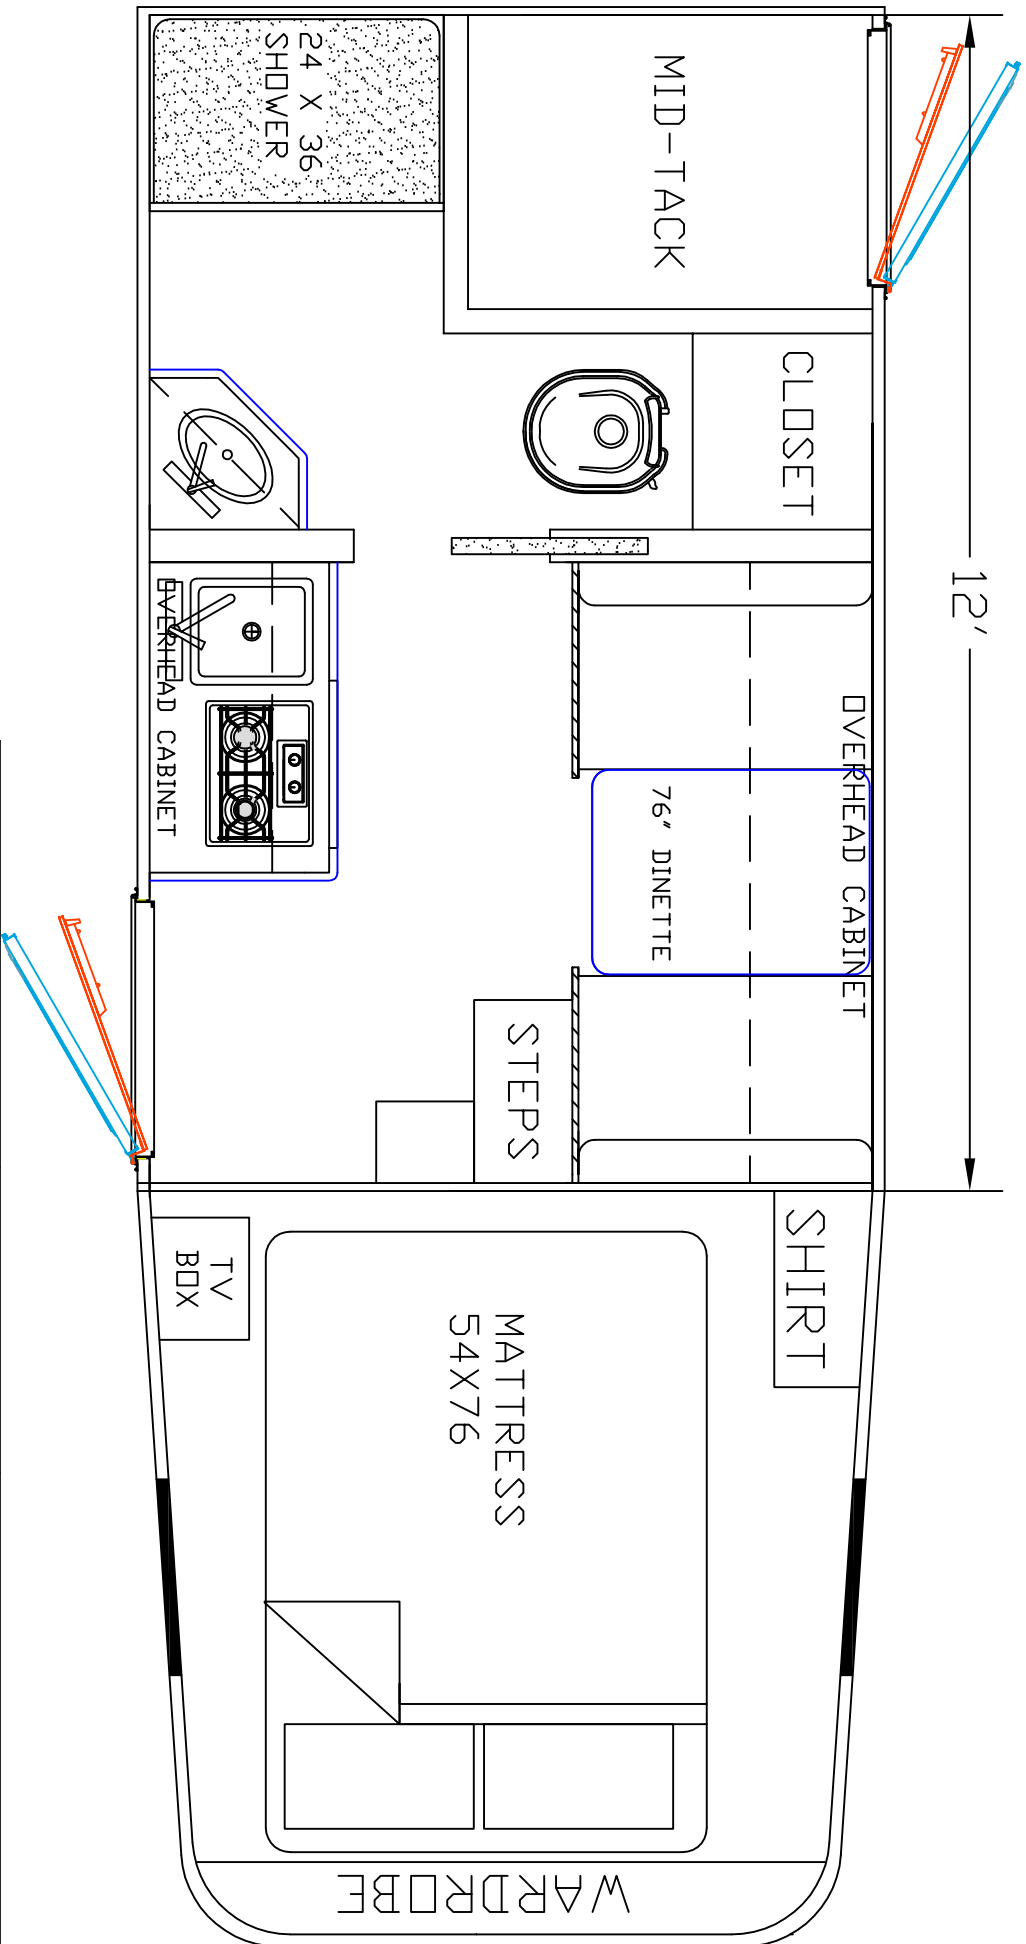 24 X 36
SHOWER
MID-TACK
CLOSET
12'
OVERHEAD CABINET
OVERHEAD CABINET
76" DINETTE
STEPS
TV
BOX
SHIRT
MATTRESS
54X76
WARDROBE